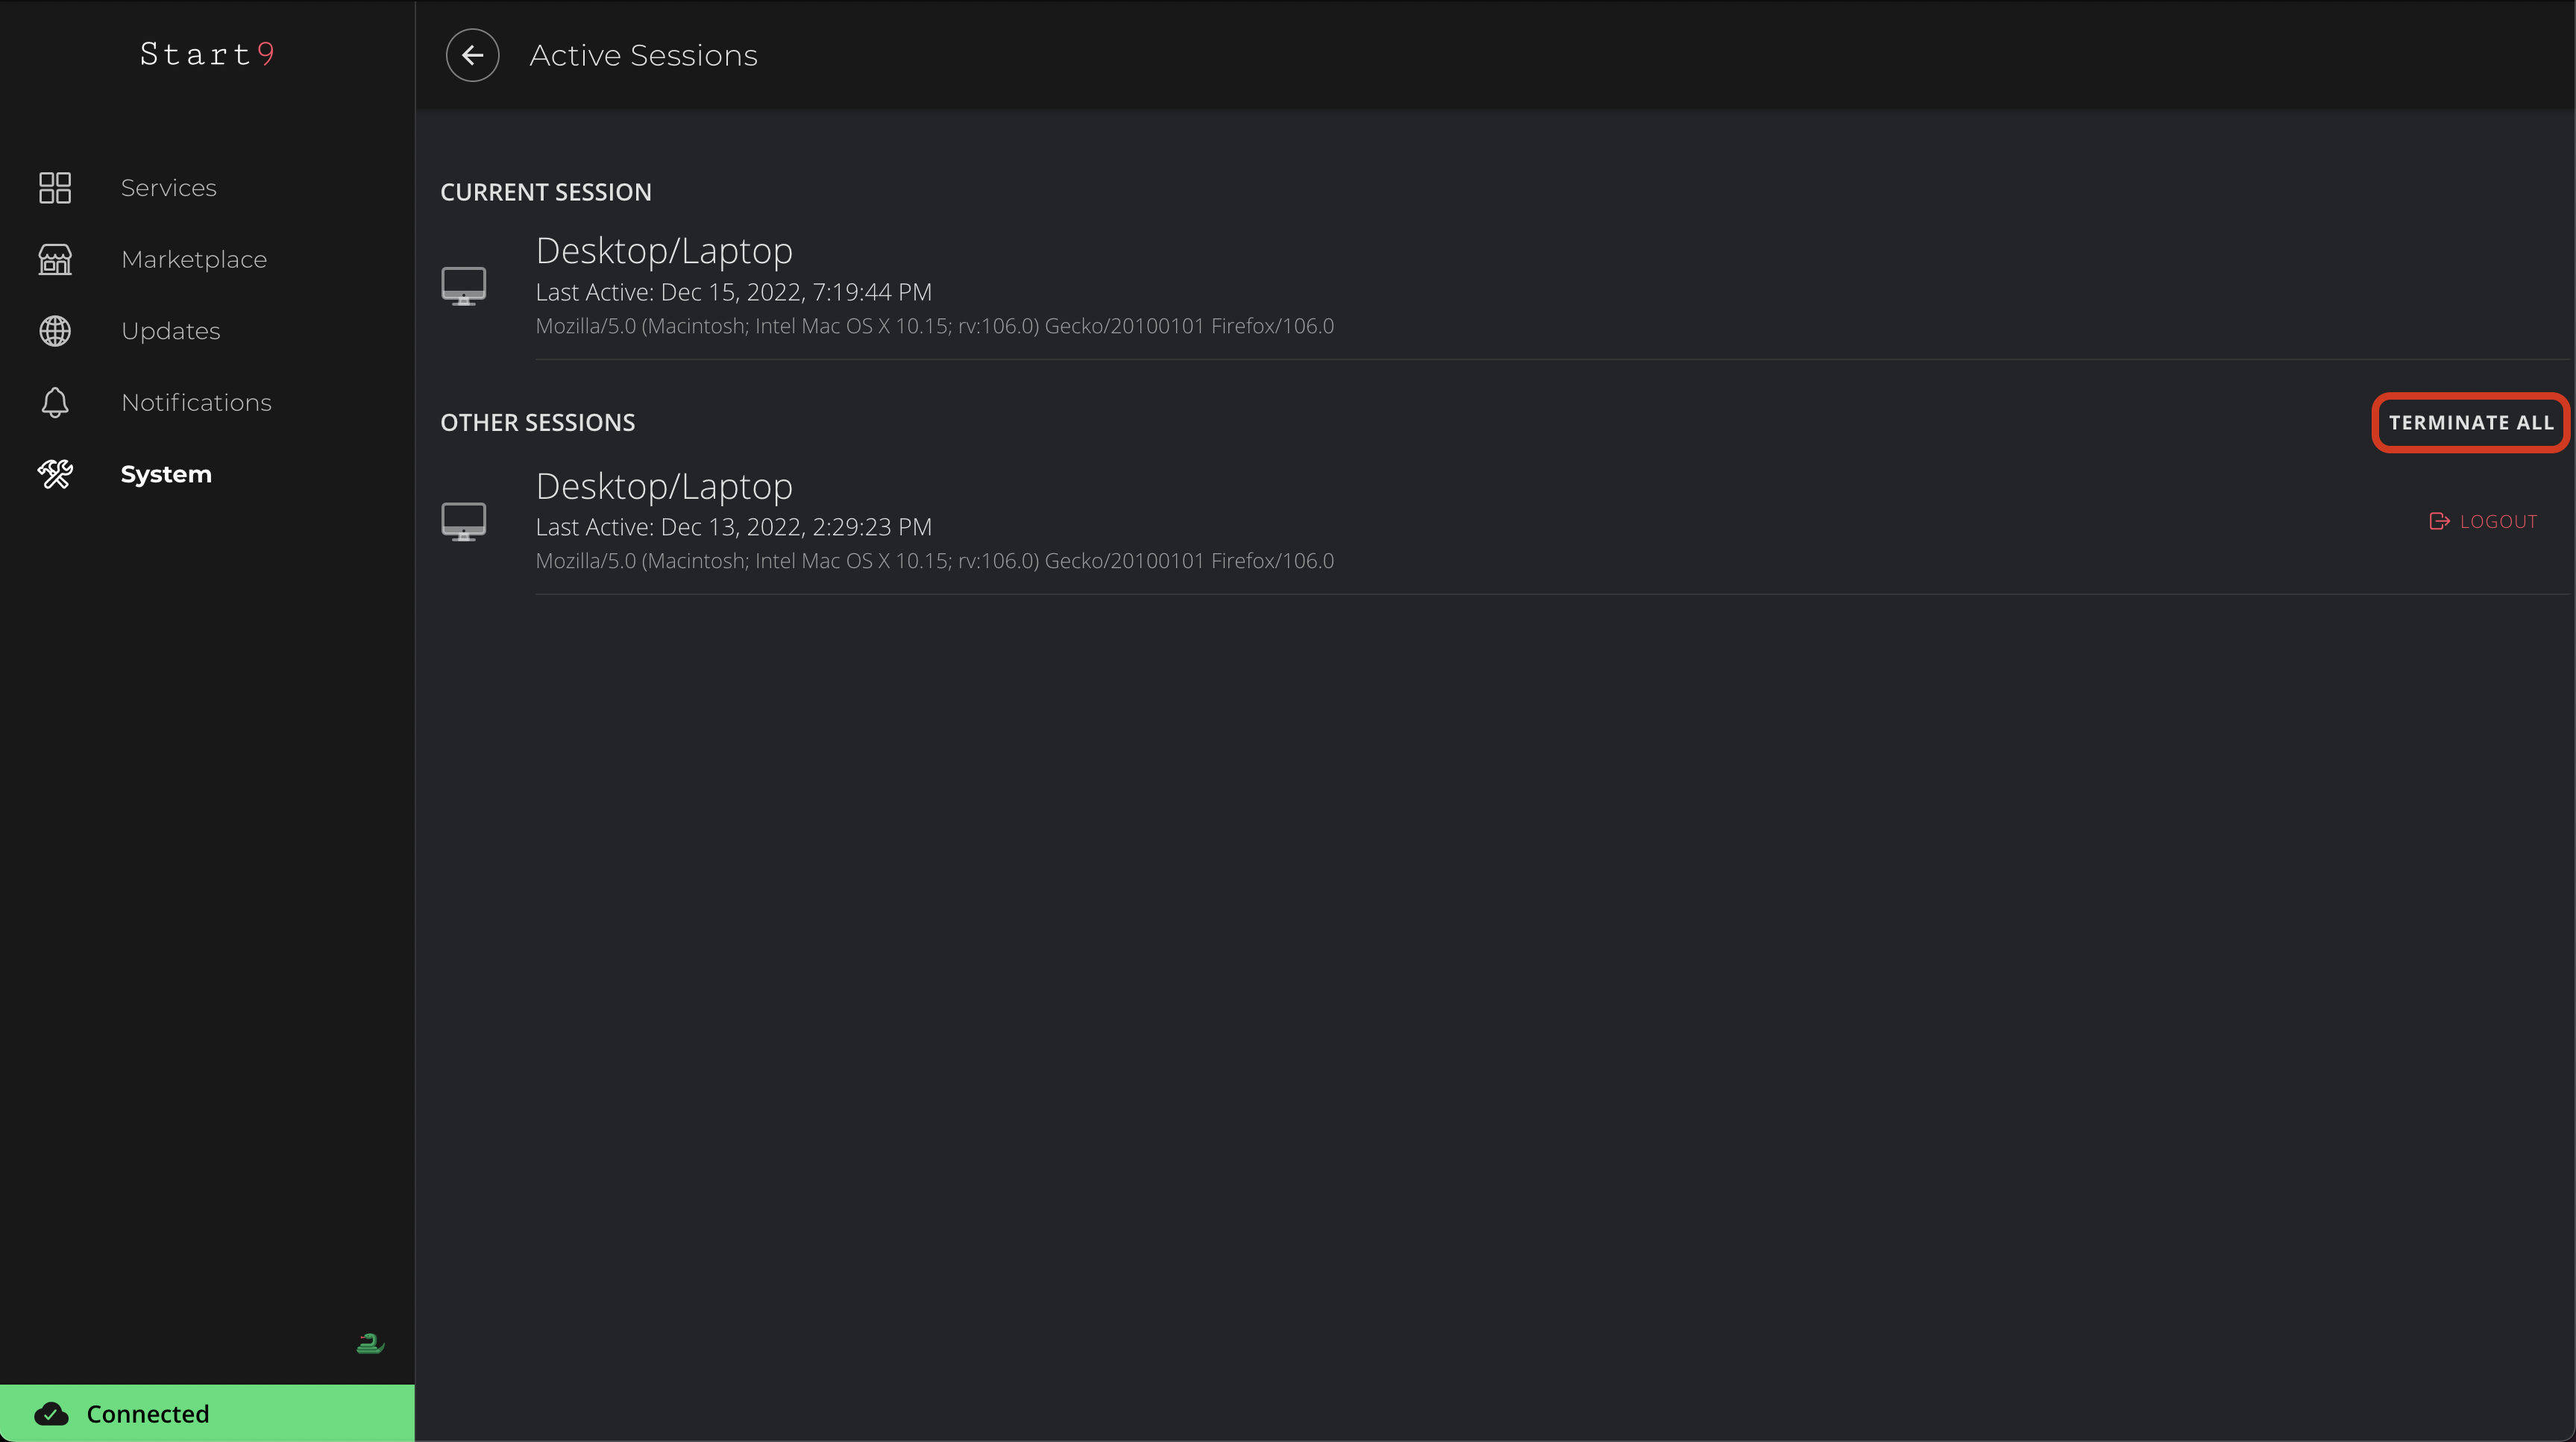 Start9
Services
Marketplace
Updates
Notifications
System
Connected
Active Sessions
CURRENT SESSION
Desktop/Laptop
Last Active: Dec 15, 2022, 7:19:44 PM
Mozilla/5.0 (Macintosh; Intel Mac OS X 10.15; rv:106.0) Gecko/20100101 Firefox/106.0
OTHER SESSIONS
TERMINATE ALL
Desktop/Laptop
Last Active: Dec 13, 2022, 2:29:23 PM
Mozilla/5.0 (Macintosh; Intel Mac OS X 10.15; rv:106.0) Gecko/20100101 Firefox/106.0
LOGOUT